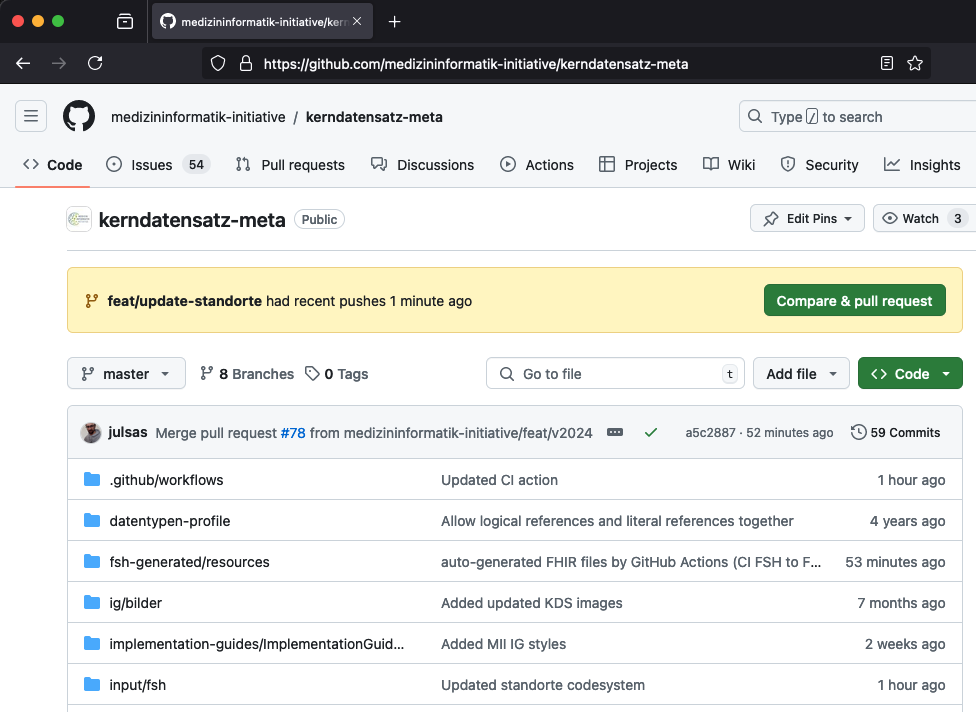 medizininformatik-initiative/kern
https://github.com/medizininformatik-initiative/kerndatensatz-meta
medizininformatik-initiative / kerndatensatz-meta
Type / to search
Code Issues 54 Pull requests Discussions Actions Projects Wiki Security Insights
kerndatensatz-meta Public Edit Pins Watch 3
feat/update-standorte had recent pushes 1 minute ago Compare & pull request
master 8 Branches 0 Tags Go to file t Add file Code
julsas Merge pull request #78 from medizininformatik-initiative/feat/v2024 a5c2887 · 52 minutes ago 59 Commits
.github/workflows Updated CI action 1 hour ago
datentypen-profile Allow logical references and literal references together 4 years ago
fsh-generated/resources auto-generated FHIR files by GitHub Actions (CI FSH to F... 53 minutes ago
ig/bilder Added updated KDS images 7 months ago
implementation-guides/ImplementationGuid... Added MII IG styles 2 weeks ago
input/fsh Updated standorte codesystem 1 hour ago